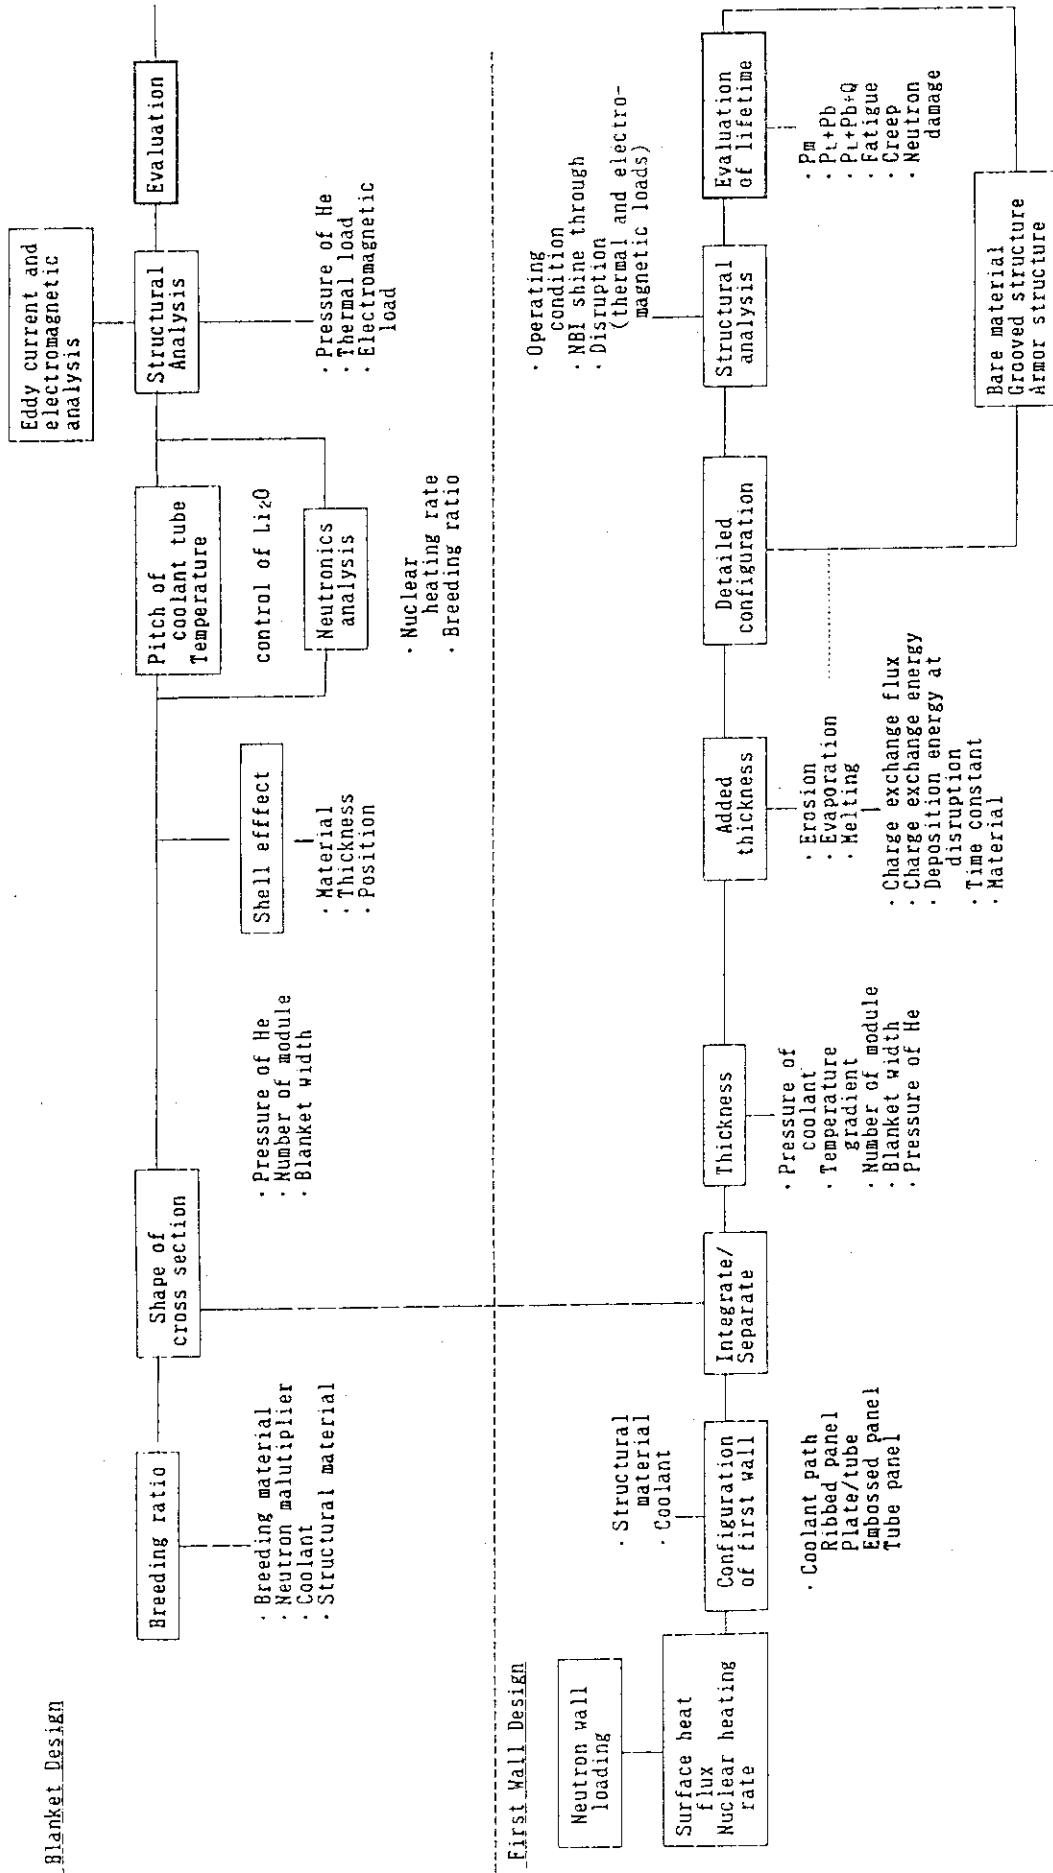 Blanket Design
Breeding ratio
· Breeding material
· Neutron malutiplier
· Coolant
· Structural material
Shape of
cross section
· Pressure of He
· Number of module
· Blanket width
Shell efffect
· Material
· Thickness
· Position
Pitch of
coolant tube
Temperature
control of Li₂O
Neutronics
analysis
· Nuclear
heating rate
· Breeding ratio
Eddy current and
electromagnetic
analysis
Structural
Analysis
· Pressure of He
· Thermal load
· Electromagnetic
load
Evaluation
First Wall Design
Neutron wall
loading
Surface heat
flux
Nuclear heating
rate
· Structural
material
· Coolant
Configuration
of first wall
· Coolant path
Ribbed panel
Plate/tube
Embossed panel
Tube panel
Integrate/
Separate
Thickness
· Pressure of
coolant
· Temperature
gradient
· Number of module
· Blanket width
· Pressure of He
Added
thickness
· Erosion
· Evaporation
· Melting
· Charge exchange flux
· Charge exchange energy
· Deposition energy at
disruption
· Time constant
· Material
Detailed
configuration
· Operating
condition
· NBI shine through
· Disruption
(thermal and electro-
magnetic loads)
Structural
analysis
Evaluation
of lifetime
· Pm
· PL+Pb
· PL+Pb+Q
· Fatigue
· Creep
· Neutron
damage
Bare material
Grooved structure
Armor structure